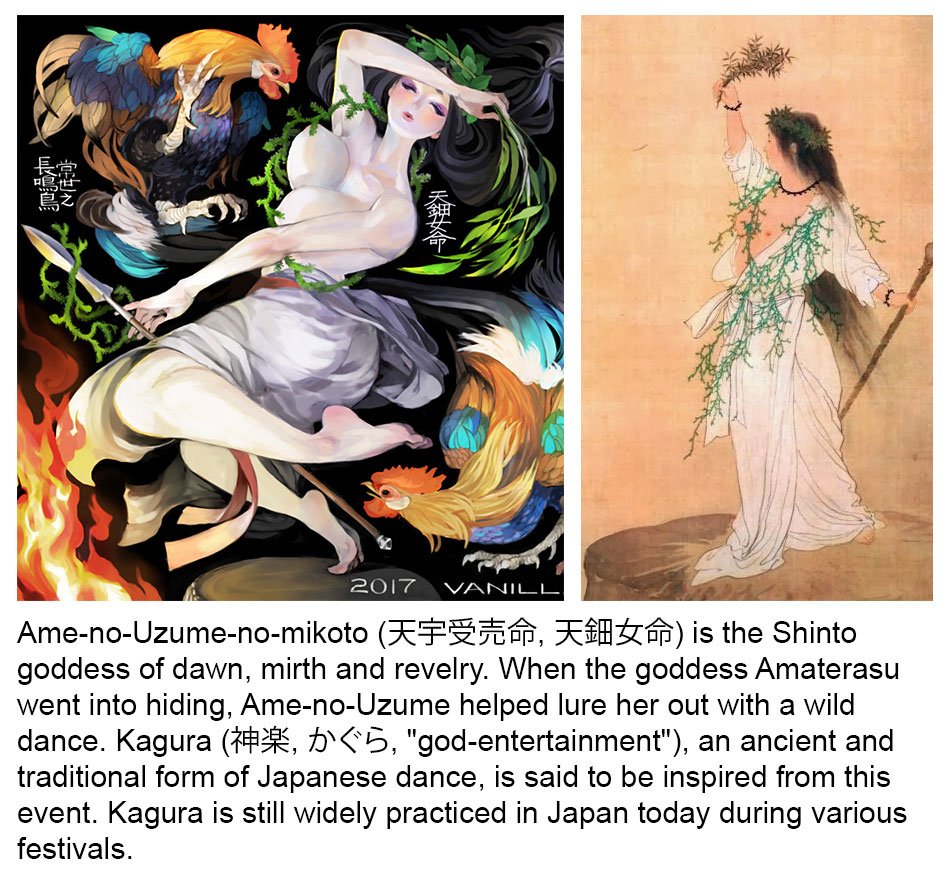 常世之
長鳴鳥
天鈿女命
2017 VANILL
Ame-no-Uzume-no-mikoto (天宇受売命, 天鈿女命) is the Shinto
goddess of dawn, mirth and revelry. When the goddess Amaterasu
went into hiding, Ame-no-Uzume helped lure her out with a wild
dance. Kagura (神楽, かぐら, "god-entertainment"), an ancient and
traditional form of Japanese dance, is said to be inspired from this
event. Kagura is still widely practiced in Japan today during various
festivals.